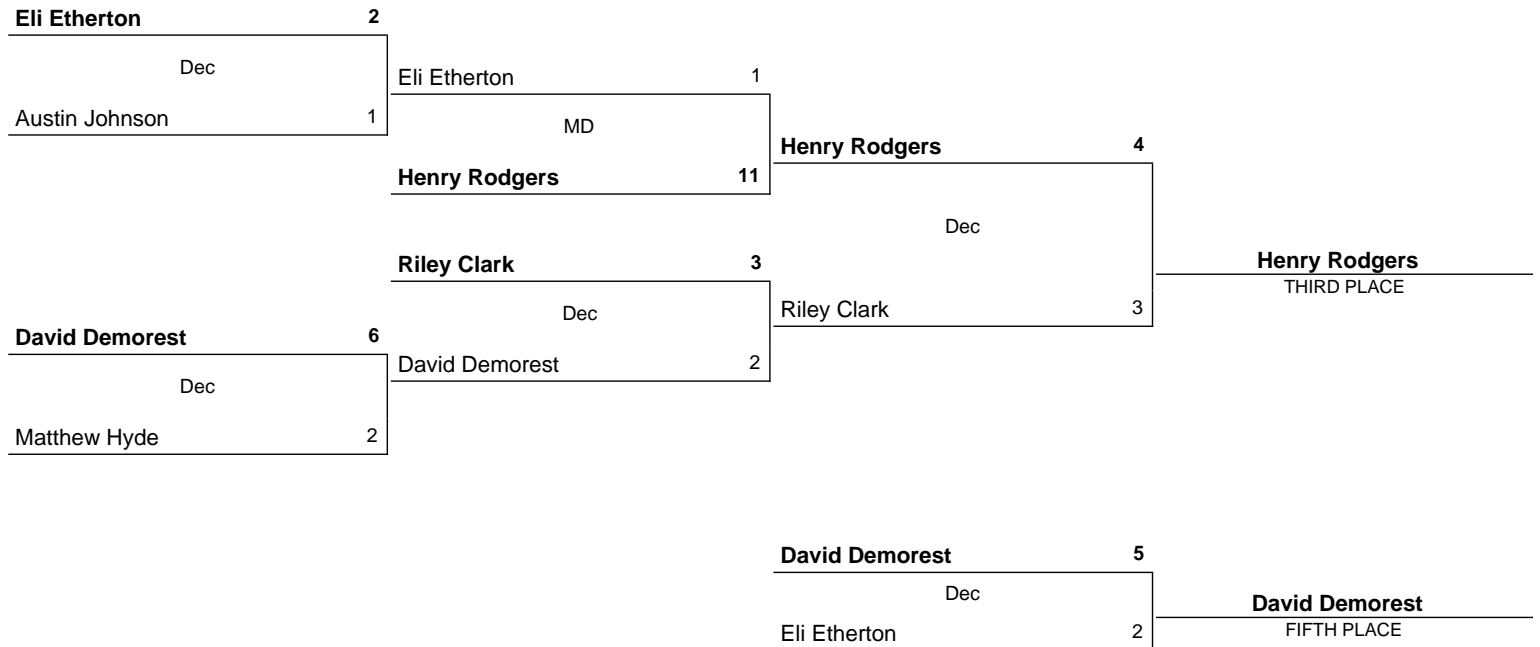 Eli Etherton 2
Dec
Austin Johnson 1
Eli Etherton 1
MD
Henry Rodgers 11
Henry Rodgers 4
Dec
Riley Clark 3
Riley Clark 3
Dec
David Demorest 2
David Demorest 6
Dec
Matthew Hyde 2
Henry Rodgers
THIRD PLACE
David Demorest 5
Dec
Eli Etherton 2
David Demorest
FIFTH PLACE